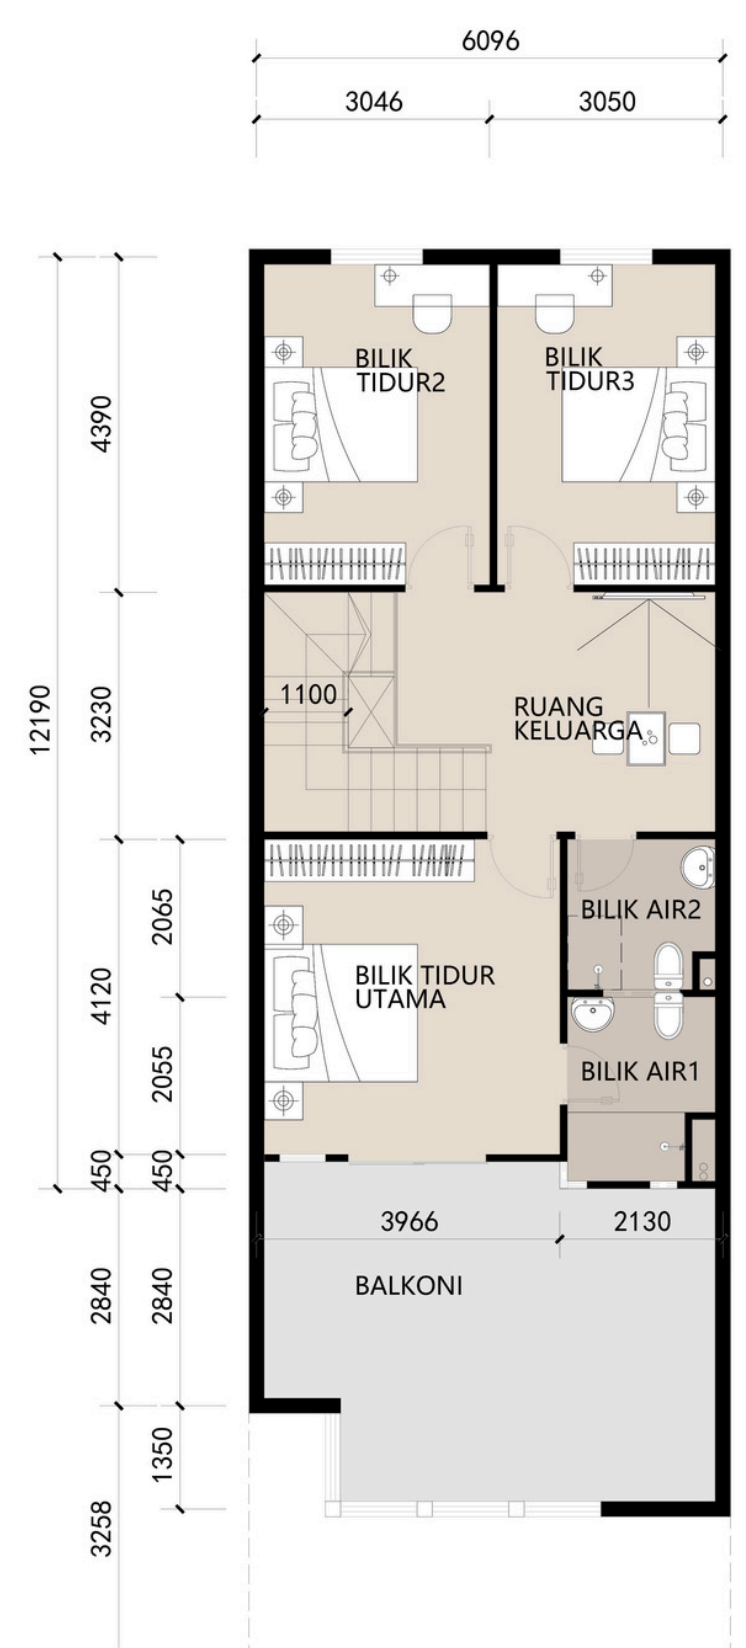 6096
3046
3050
BILIK
TIDUR2
BILIK
TIDUR3
4390
12190
3230
1100
RUANG
KELUARGA
4120
2065
BILIK AIR2
BILIK TIDUR
UTAMA
2055
BILIK AIR1
450
450
3966
2130
2840
2840
BALKONI
1350
3258